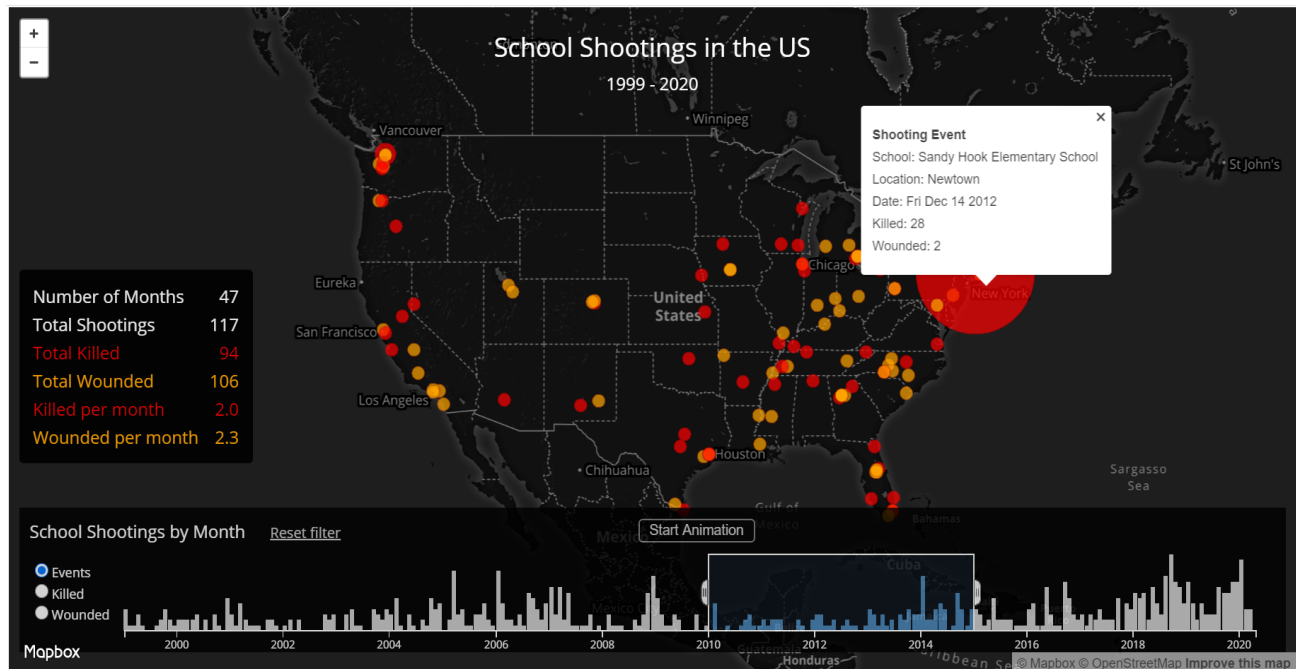 +
−
School Shootings in the US
1999 - 2020
Winnipeg
Vancouver
St John's
×
Shooting Event
School: Sandy Hook Elementary School
Location: Newtown
Date: Fri Dec 14 2012
Killed: 28
Wounded: 2
Chicago
New York
Eureka
United
States
San Francisco
Los Angeles
Number of Months 47
Total Shootings 117
Total Killed 94
Total Wounded 106
Killed per month 2.0
Wounded per month 2.3
Houston
Chihuahua
Sargasso
Sea
Gulf of
Mexico
Bahamas
School Shootings by Month Reset filter
Start Animation
Mexico
Cuba
Events
Killed
Wounded
Mexico City
2000 2002 2004 2006 2008 2010 2012 2014 2016 2018 2020
Guatemala
Honduras
Mapbox
© Mapbox © OpenStreetMap Improve this map